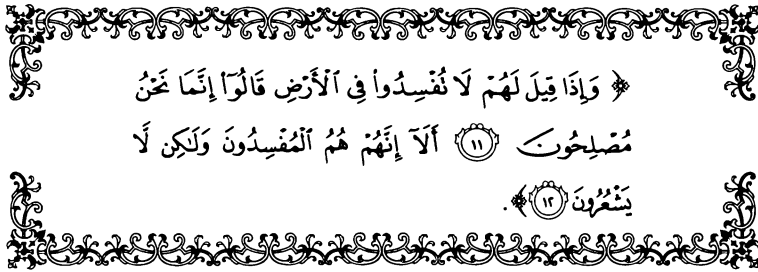 ﴿ وَإِذَا قِيلَ لَهُمْ لَا تُفْسِدُوا۟ فِى ٱلْأَرْضِ قَالُوٓا۟ إِنَّمَا نَحْنُ
مُصْلِحُونَ ١١ أَلَآ إِنَّهُمْ هُمُ ٱلْمُفْسِدُونَ وَلَـٰكِن لَّا
يَشْعُرُونَ ١٢ ﴾.